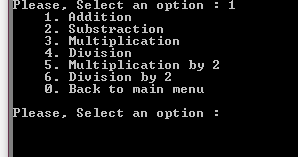 Please, Select an option : 1
1. Addition
2. Substraction
3. Multiplication
4. Division
5. Multiplication by 2
6. Division by 2
0. Back to main menu
Please, Select an option :